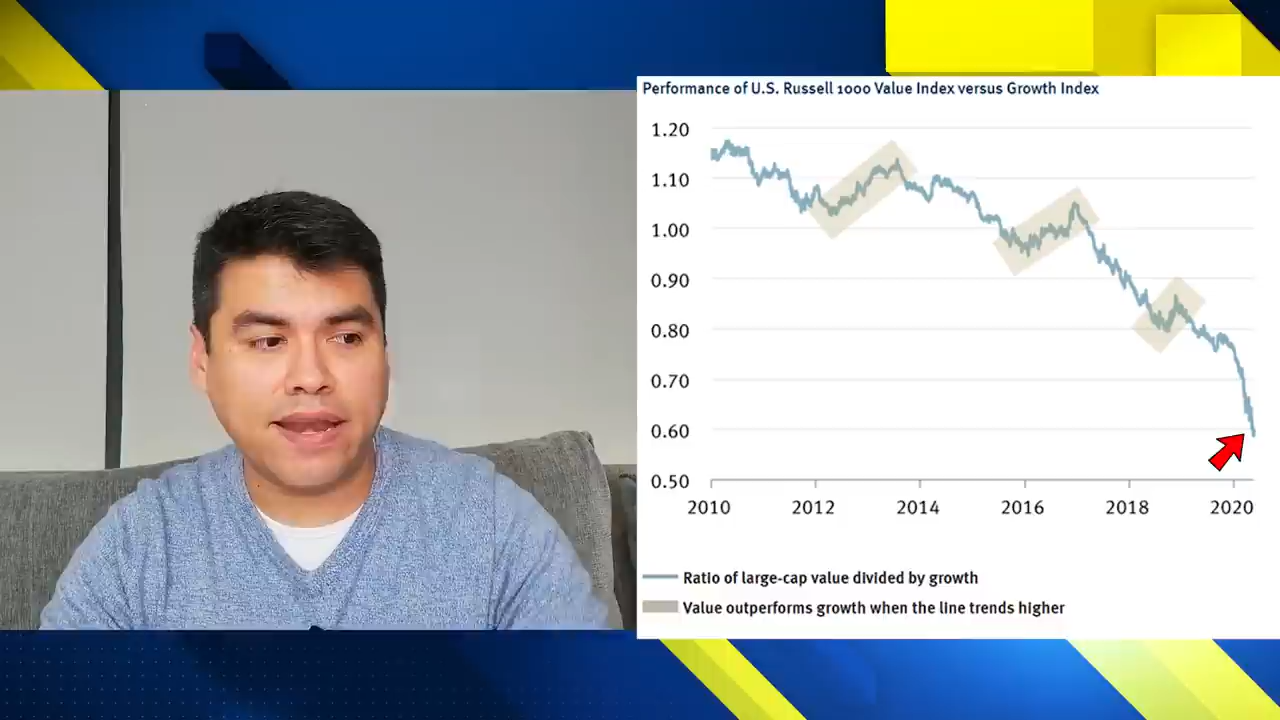 Performance of U.S. Russell 1000 Value Index versus Growth Index
1.20
1.10
1.00
0.90
0.80
0.70
0.60
0.50
2010 2012 2014 2016 2018 2020
Ratio of large-cap value divided by growth
Value outperforms growth when the line trends higher